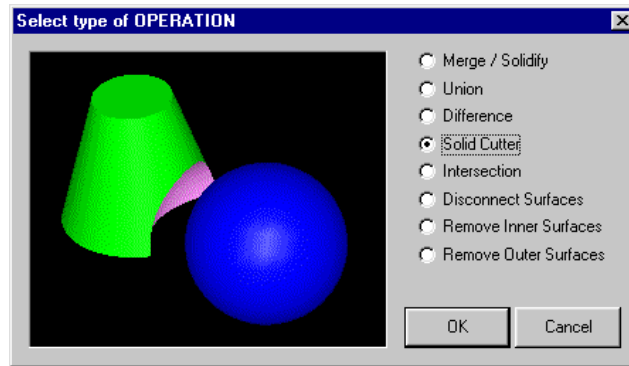 Select type of OPERATION
Merge / Solidify
Union
Difference
Solid Cutter
Intersection
Disconnect Surfaces
Remove Inner Surfaces
Remove Outer Surfaces
OK
Cancel